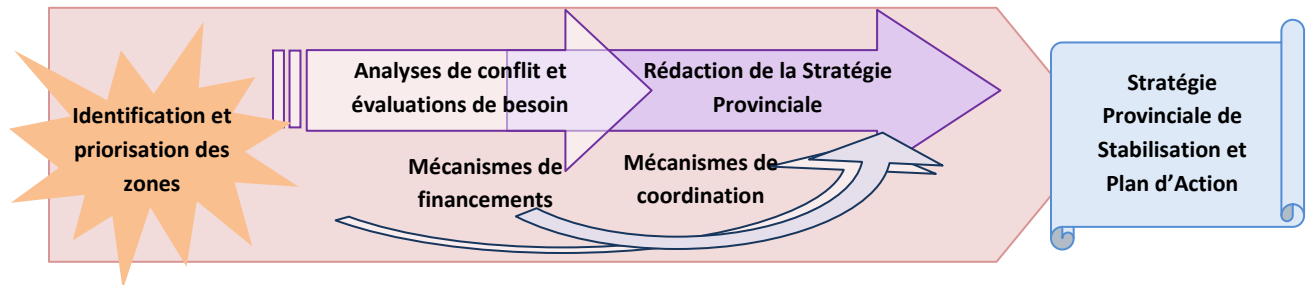 Identification et
priorisation des
zones
Analyses de conflit et
évaluations de besoin
Rédaction de la Stratégie
Provinciale
Mécanismes de
financements
Mécanismes de
coordination
Stratégie
Provinciale de
Stabilisation et
Plan d’Action